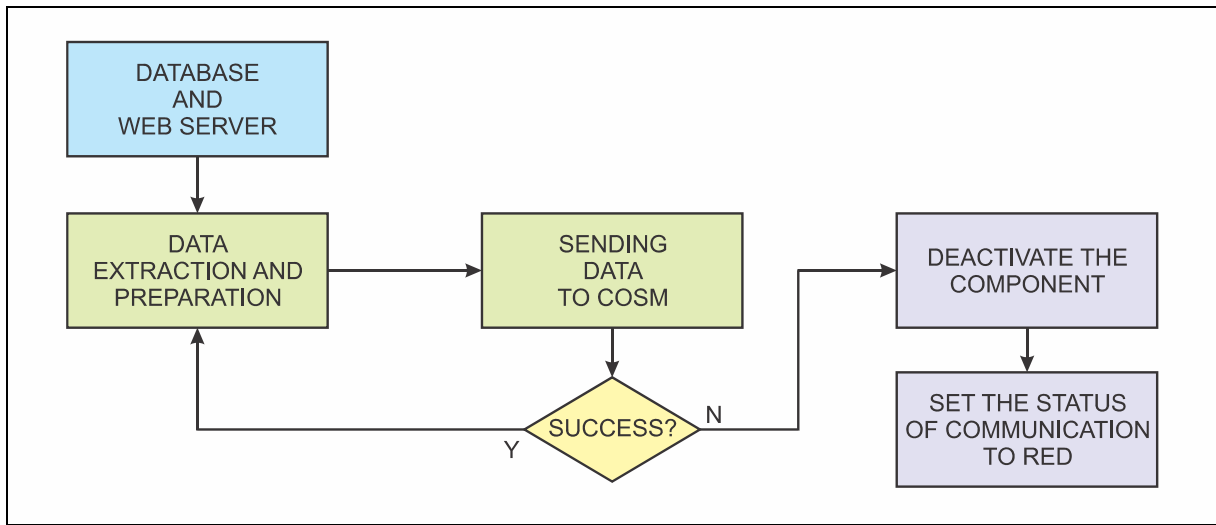 DATABASE
AND
WEB SERVER
DATA
EXTRACTION AND
PREPARATION
SENDING
DATA
TO COSM
SUCCESS?
Y
N
DEACTIVATE THE
COMPONENT
SET THE STATUS
OF COMMUNICATION
TO RED